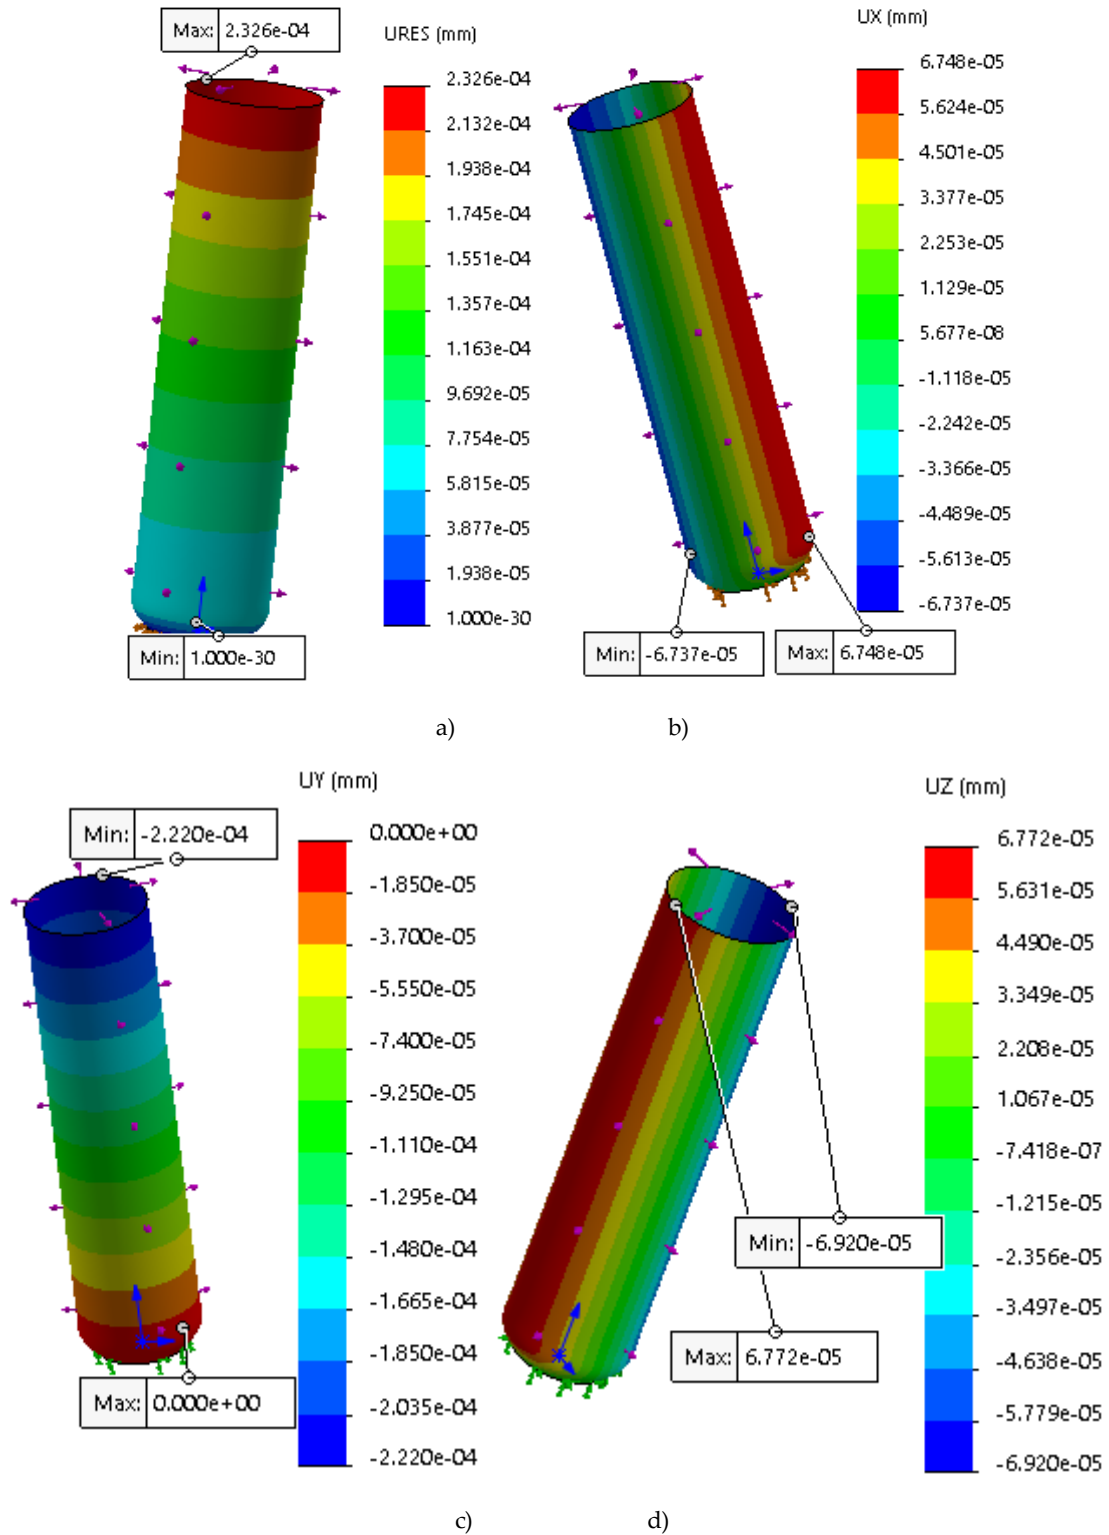 Max: 2.326e-04
URES (mm)
2.326e-04
2.132e-04
1.938e-04
1.745e-04
1.551e-04
1.357e-04
1.163e-04
9.692e-05
7.754e-05
5.815e-05
3.877e-05
1.938e-05
1.000e-30
Min: 1.000e-30
a)
UX (mm)
6.748e-05
5.624e-05
4.501e-05
3.377e-05
2.253e-05
1.129e-05
5.677e-08
-1.118e-05
-2.242e-05
-3.366e-05
-4.489e-05
-5.613e-05
-6.737e-05
Min: -6.737e-05
Max: 6.748e-05
b)
UY (mm)
Min: -2.220e-04
0.000e+00
-1.850e-05
-3.700e-05
-5.550e-05
-7.400e-05
-9.250e-05
-1.110e-04
-1.295e-04
-1.480e-04
-1.665e-04
-1.850e-04
-2.035e-04
-2.220e-04
Max: 0.000e+00
c)
UZ (mm)
6.772e-05
5.631e-05
4.490e-05
3.349e-05
2.208e-05
1.067e-05
-7.418e-07
-1.215e-05
-2.356e-05
-3.497e-05
-4.638e-05
-5.779e-05
-6.920e-05
Min: -6.920e-05
Max: 6.772e-05
d)